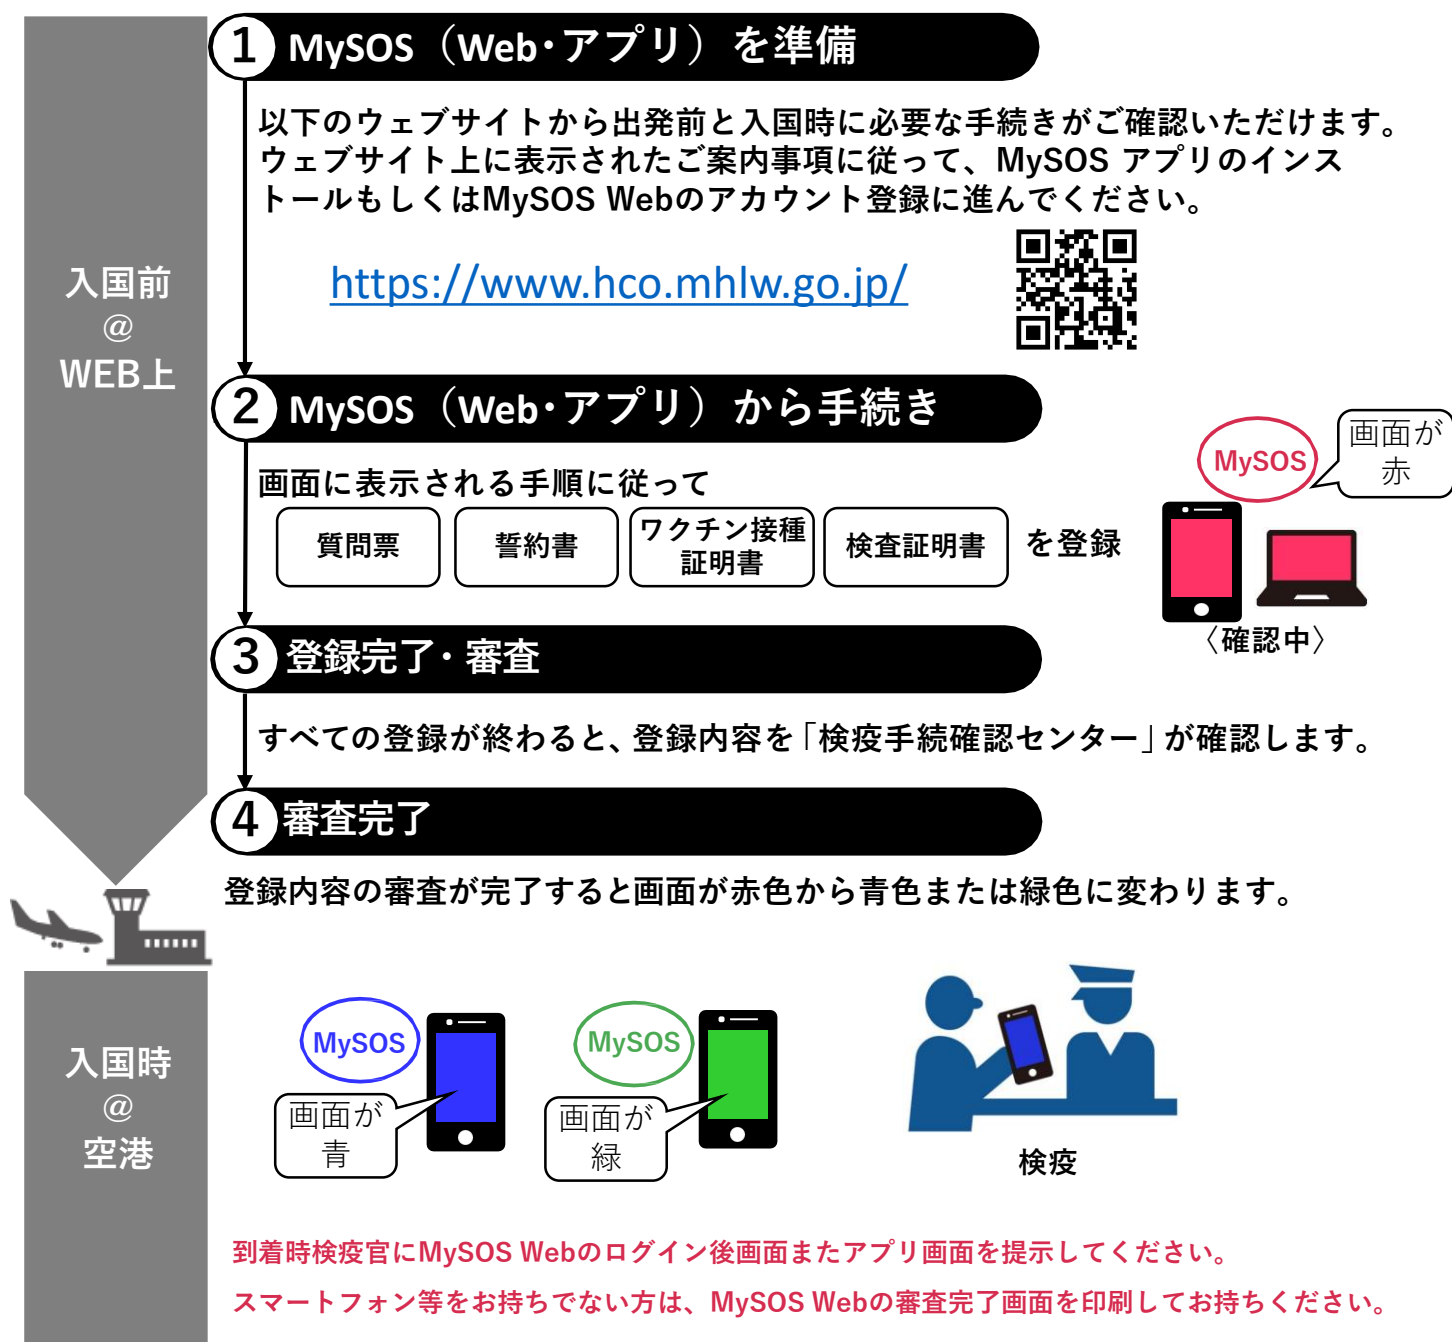 1 MySOS（Web・アプリ）を準備
以下のウェブサイトから出発前と入国時に必要な手続きがご確認いただけます。
ウェブサイト上に表示されたご案内事項に従って、MySOS アプリのインス
トールもしくはMySOS Webのアカウント登録に進んでください。
https://www.hco.mhlw.go.jp/
入国前
@
WEB上
2 MySOS（Web・アプリ）から手続き
画面が
赤
MySOS
画面に表示される手順に従って
質問票
誓約書
ワクチン接種
証明書
検査証明書
を登録
〈確認中〉
3 登録完了・審査
すべての登録が終わると、登録内容を「検疫手続確認センター」が確認します。
4 審査完了
登録内容の審査が完了すると画面が赤色から青色または緑色に変わります。
入国時
@
空港
MySOS
画面が
青
MySOS
画面が
緑
検疫
到着時検疫官にMySOS Webのログイン後画面またアプリ画面を提示してください。
スマートフォン等をお持ちでない方は、MySOS Webの審査完了画面を印刷してお持ちください。